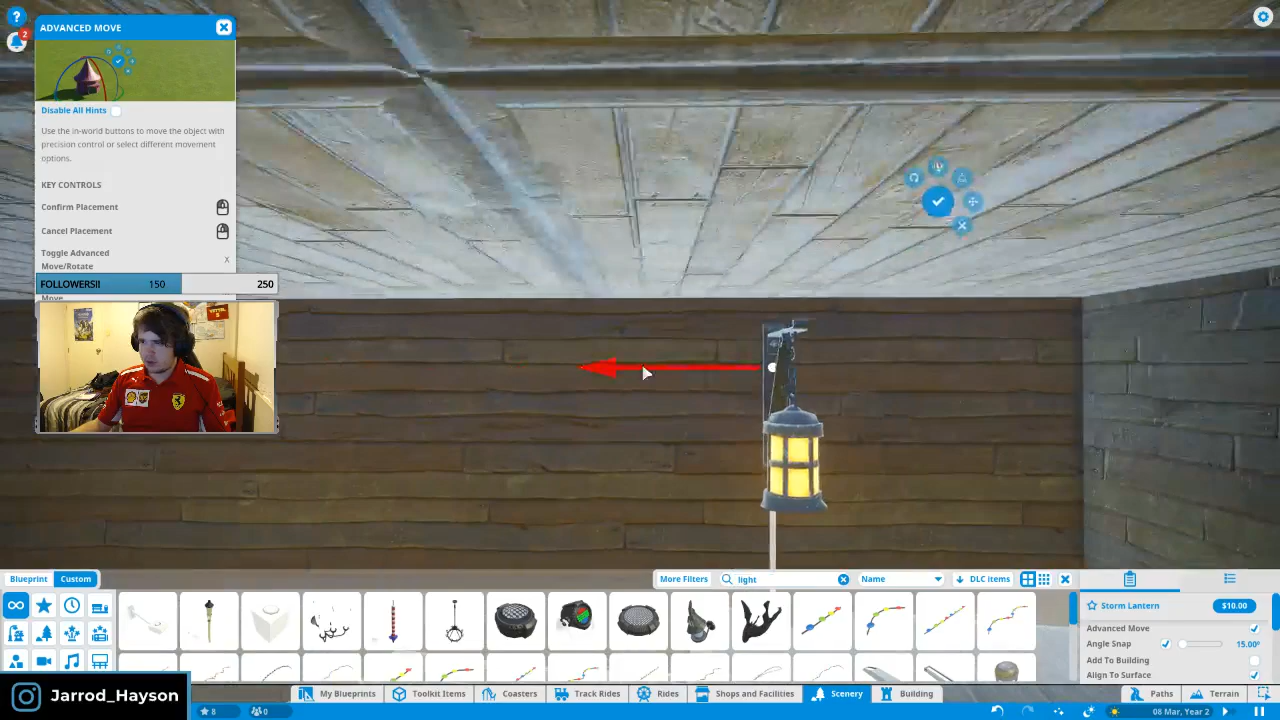 ADVANCED MOVE
2
Disable All Hints
Use the in-world buttons to move the object with
precision control or select different movement
options.
KEY CONTROLS
Confirm Placement
Cancel Placement
Toggle Advanced
Move/Rotate
X
FOLLOWERS!! 150 250
Move
Blueprint Custom
More Filters
light
Name
DLC items
Storm Lantern $10.00
Advanced Move
Angle Snap 15.00°
Add To Building
Align To Surface
Jarrod_Hayson
My Blueprints
Toolkit Items
Coasters
Track Rides
Rides
Shops and Facilities
Scenery
Building
Paths
Terrain
8
0
08 Mar, Year 2